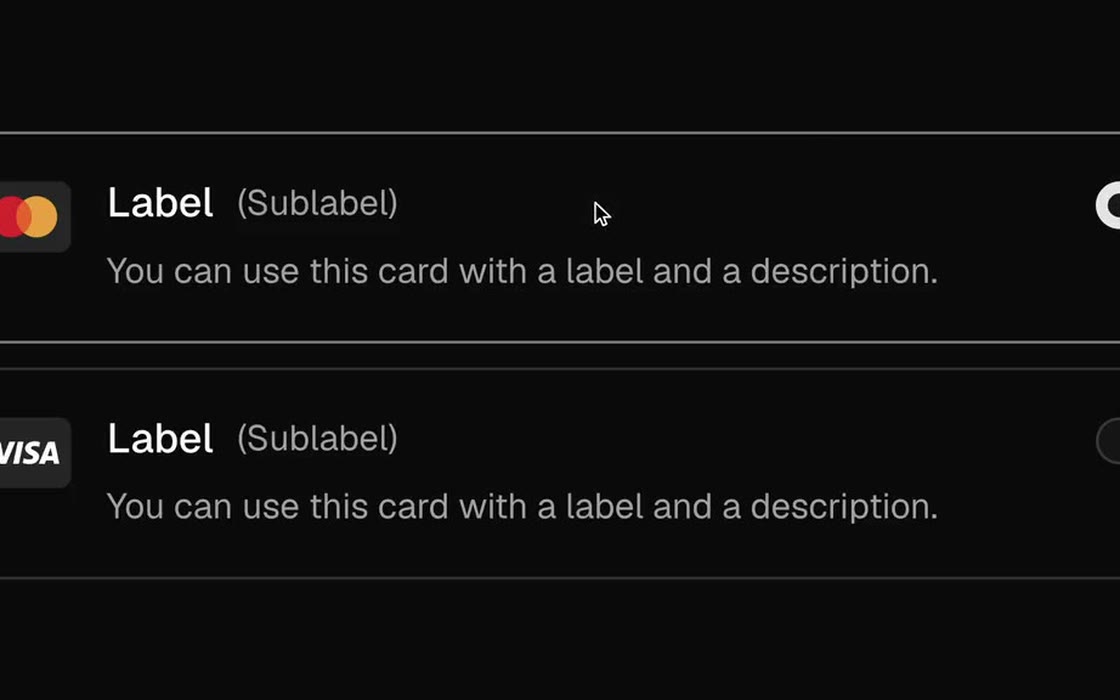 Label (Sublabel)
You can use this card with a label and a description.
VISA
Label (Sublabel)
You can use this card with a label and a description.